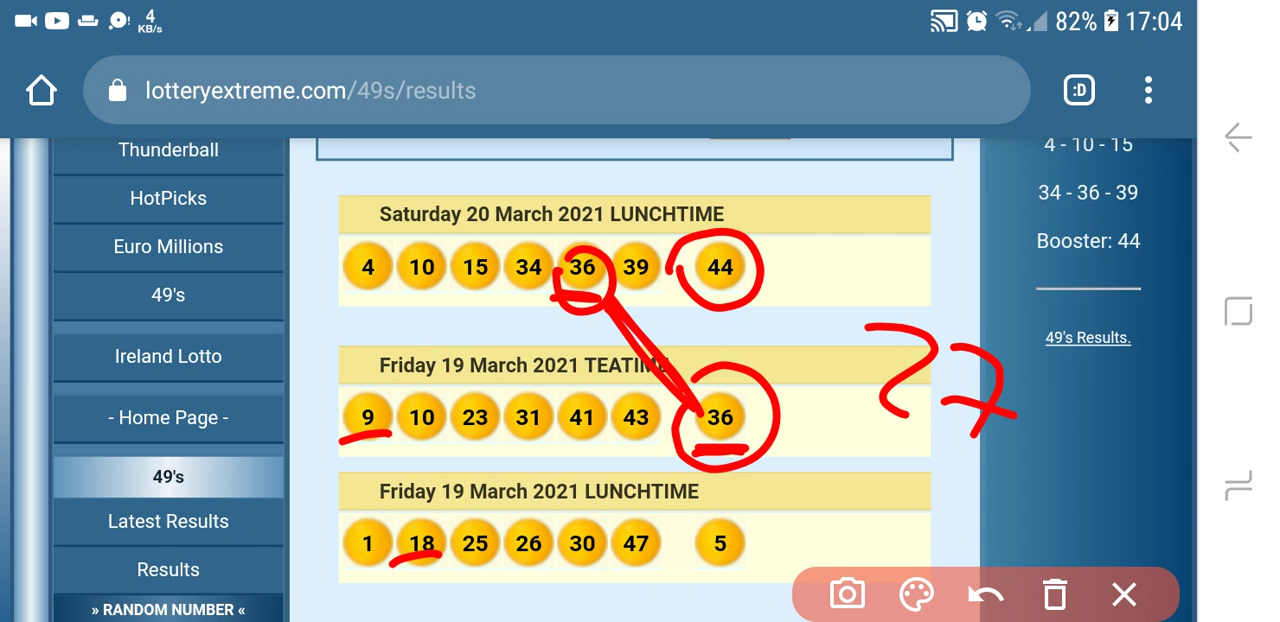 4
KB/s
82%
17:04
lotteryextreme.com/49s/results
:D
Thunderball
HotPicks
Euro Millions
49's
Ireland Lotto
- Home Page -
49's
Latest Results
Results
» RANDOM NUMBER «
Saturday 20 March 2021 LUNCHTIME
4 10 15 34 36 39 44
Friday 19 March 2021 TEATIME
9 10 23 31 41 43 36
27
Friday 19 March 2021 LUNCHTIME
1 18 25 26 30 47 5
4 - 10 - 15
34 - 36 - 39
Booster: 44
49's Results.